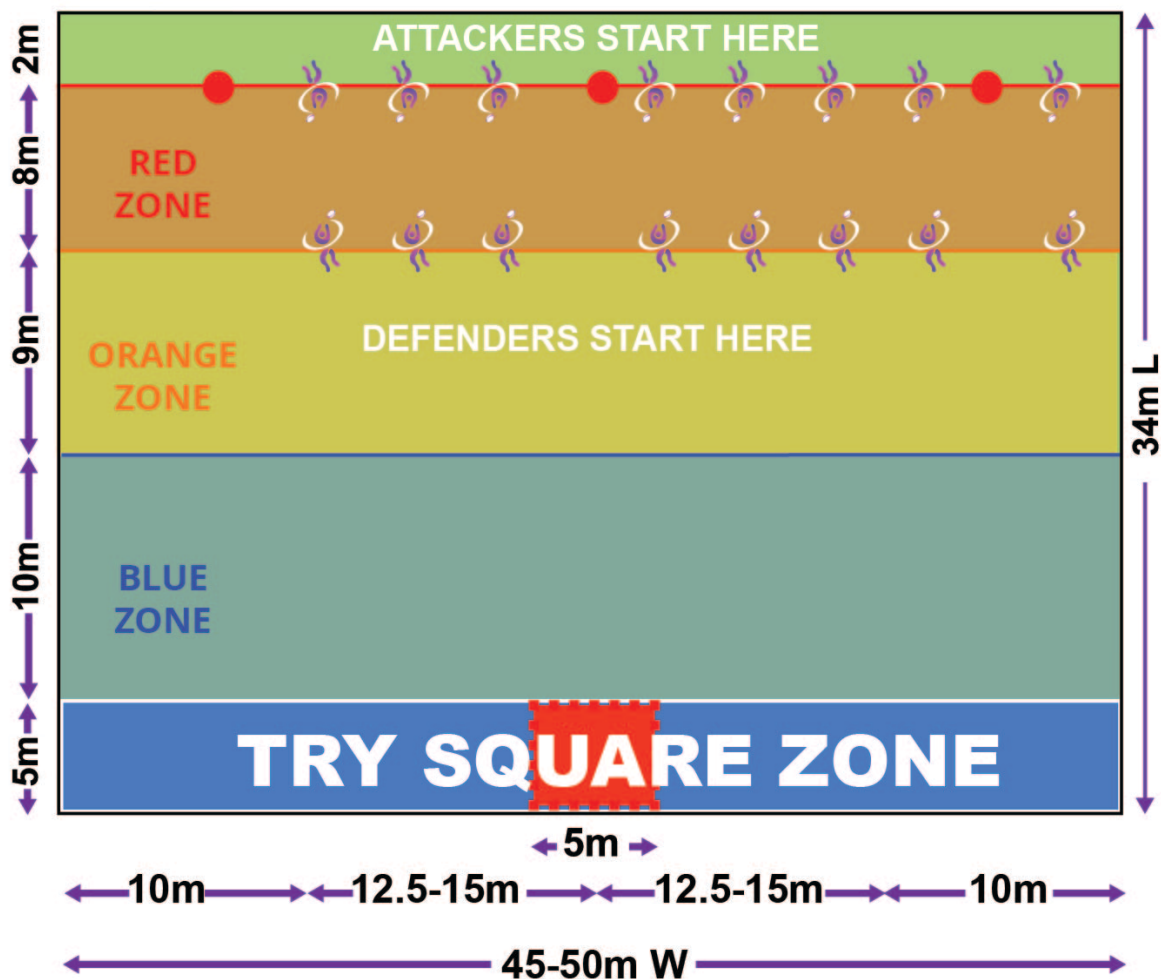 ATTACKERS START HERE
2m
8m
RED
ZONE
9m
ORANGE
ZONE
DEFENDERS START HERE
34m L
10m
BLUE
ZONE
5m
TRY SQUARE ZONE
5m
10m 12.5-15m 12.5-15m 10m
45-50m W